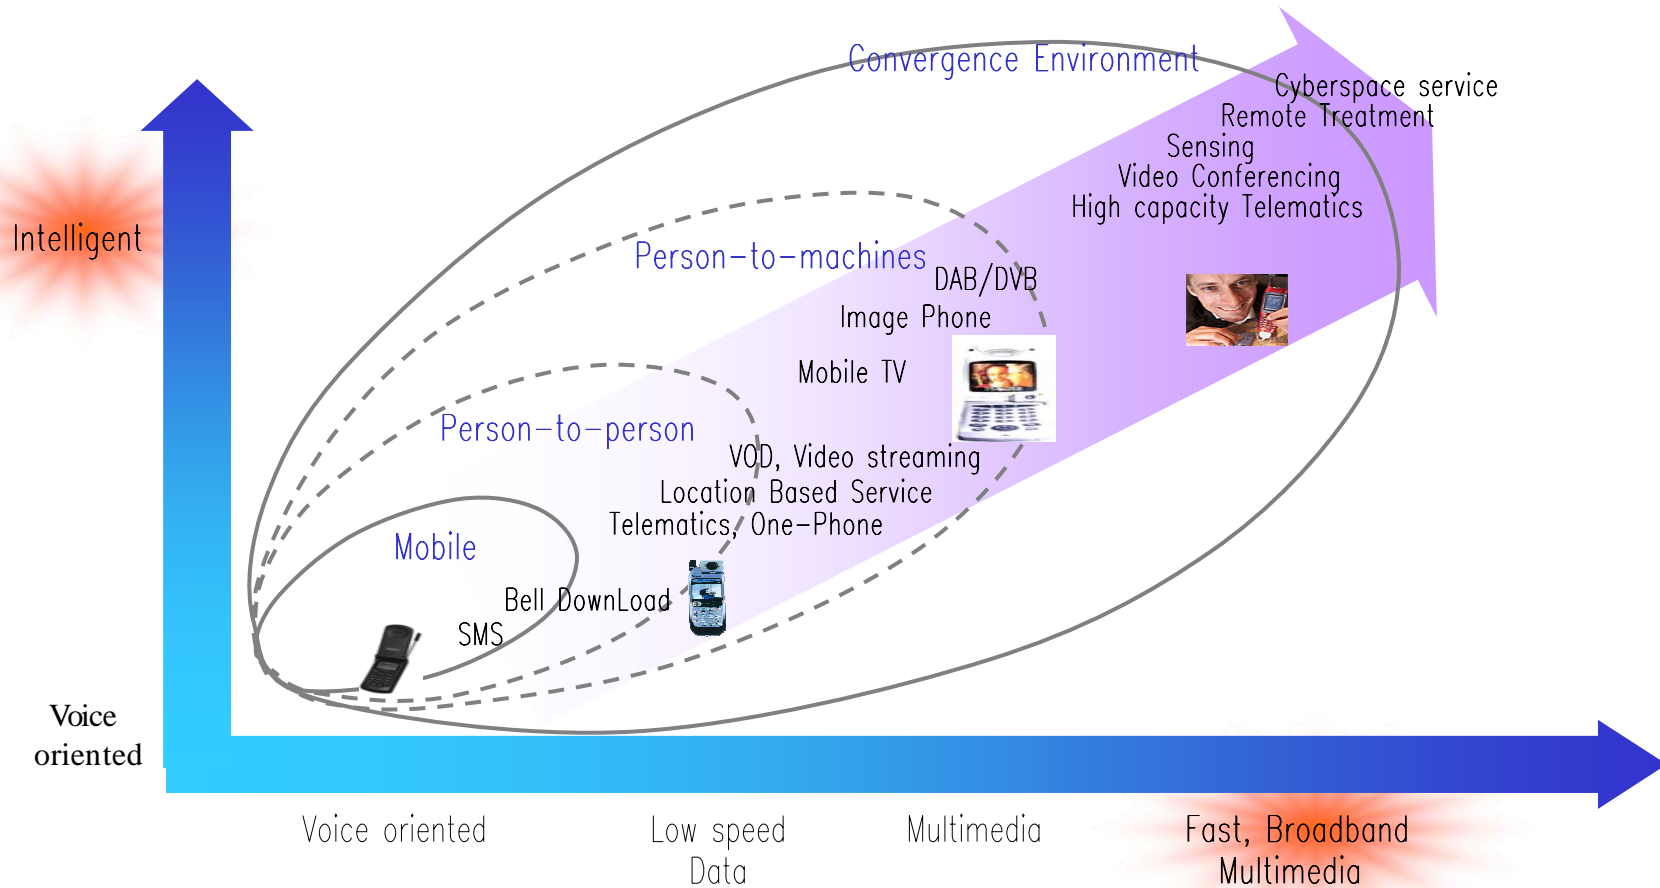 Convergence Environment
Cyberspace service
Remote Treatment
Sensing
Video Conferencing
High capacity Telematics
Intelligent
Person-to-machines
DAB/DVB
Image Phone
Mobile TV
Person-to-person
VOD, Video streaming
Location Based Service
Telematics, One-Phone
Mobile
Bell DownLoad
SMS
Voice
oriented
Voice oriented
Low speed
Data
Multimedia
Fast, Broadband
Multimedia